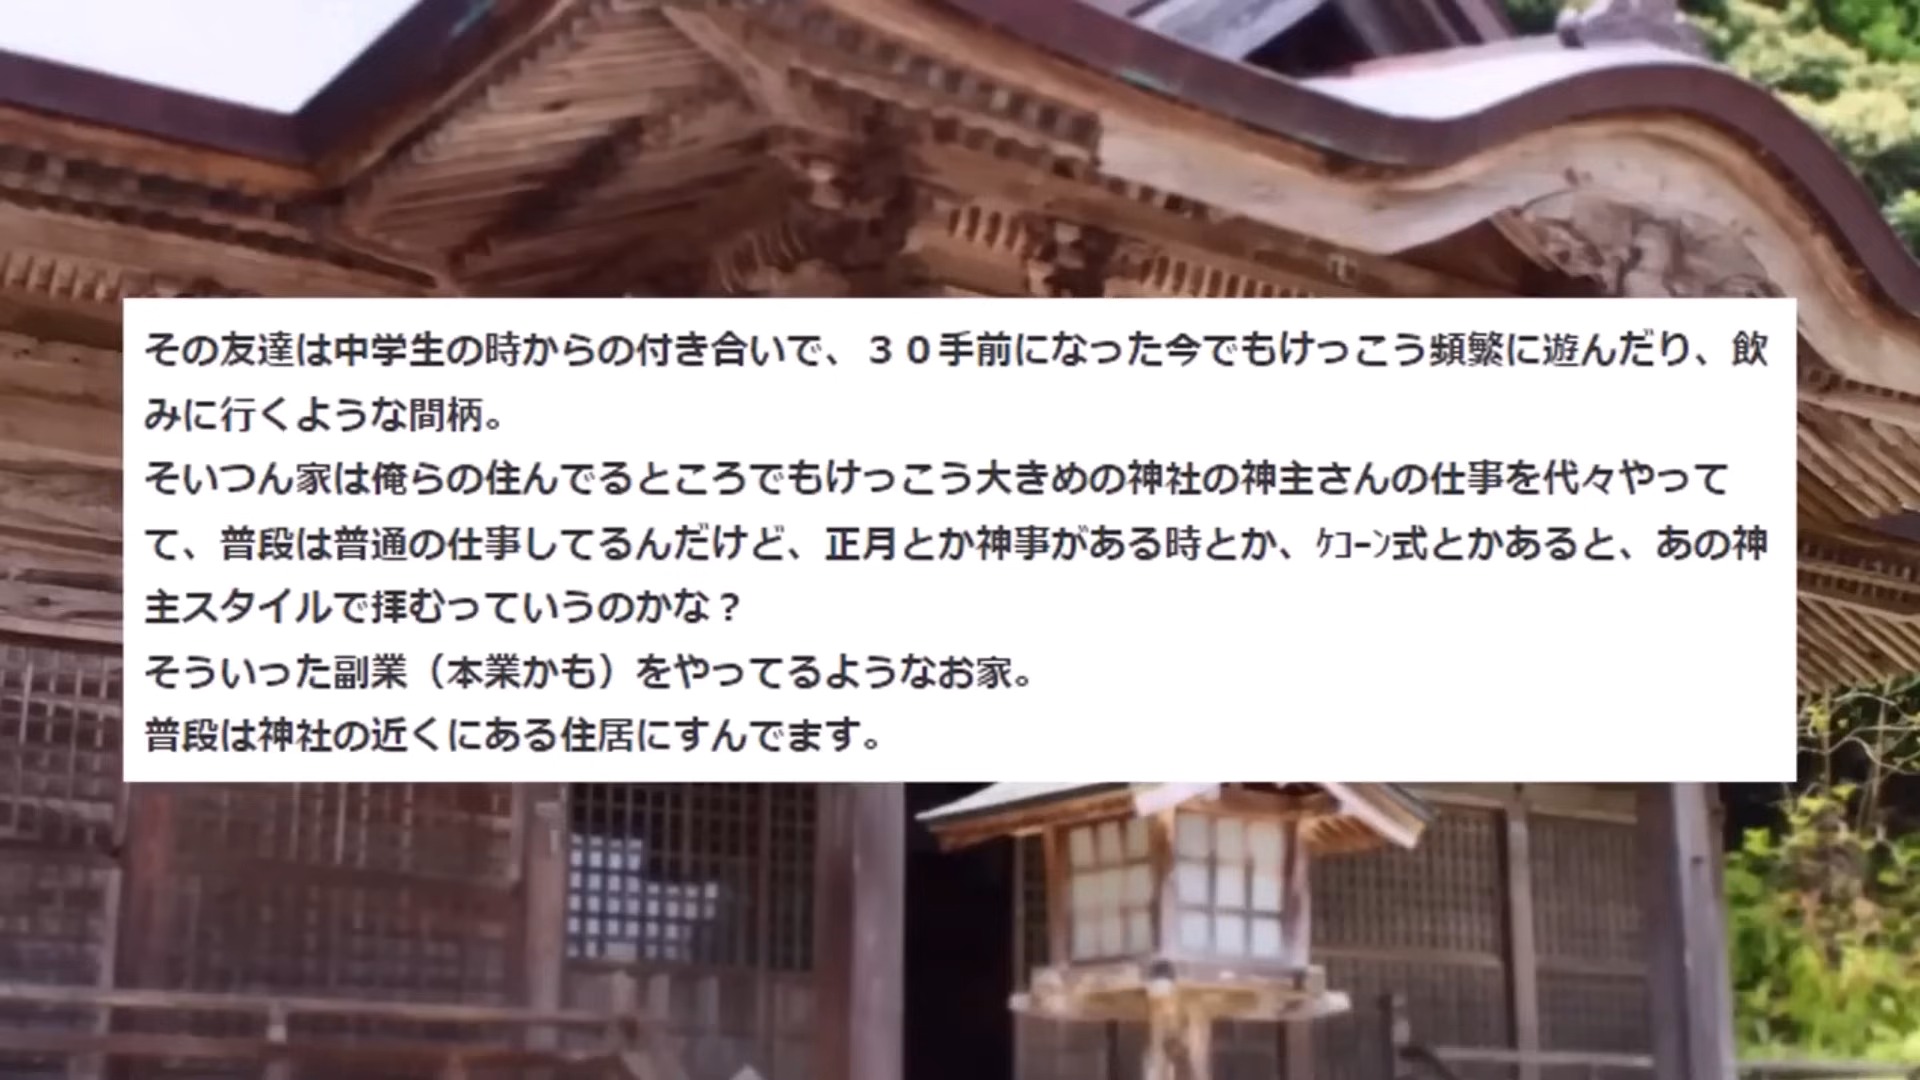 その友達は中学生の時からの付き合いで、３０手前になった今でもけっこう頻繁に遊んだり、飲
みに行くような間柄。
そいつん家は俺らの住んでるところでもけっこう大きめの神社の神主さんの仕事を代々やって
て、普段は普通の仕事してるんだけど、正月とか神事がある時とか、ｹｺｰﾝ式とかあると、あの神
主スタイルで拝むっていうのかな？
そういった副業（本業かも）をやってるようなお家。
普段は神社の近くにある住居にすんでます。